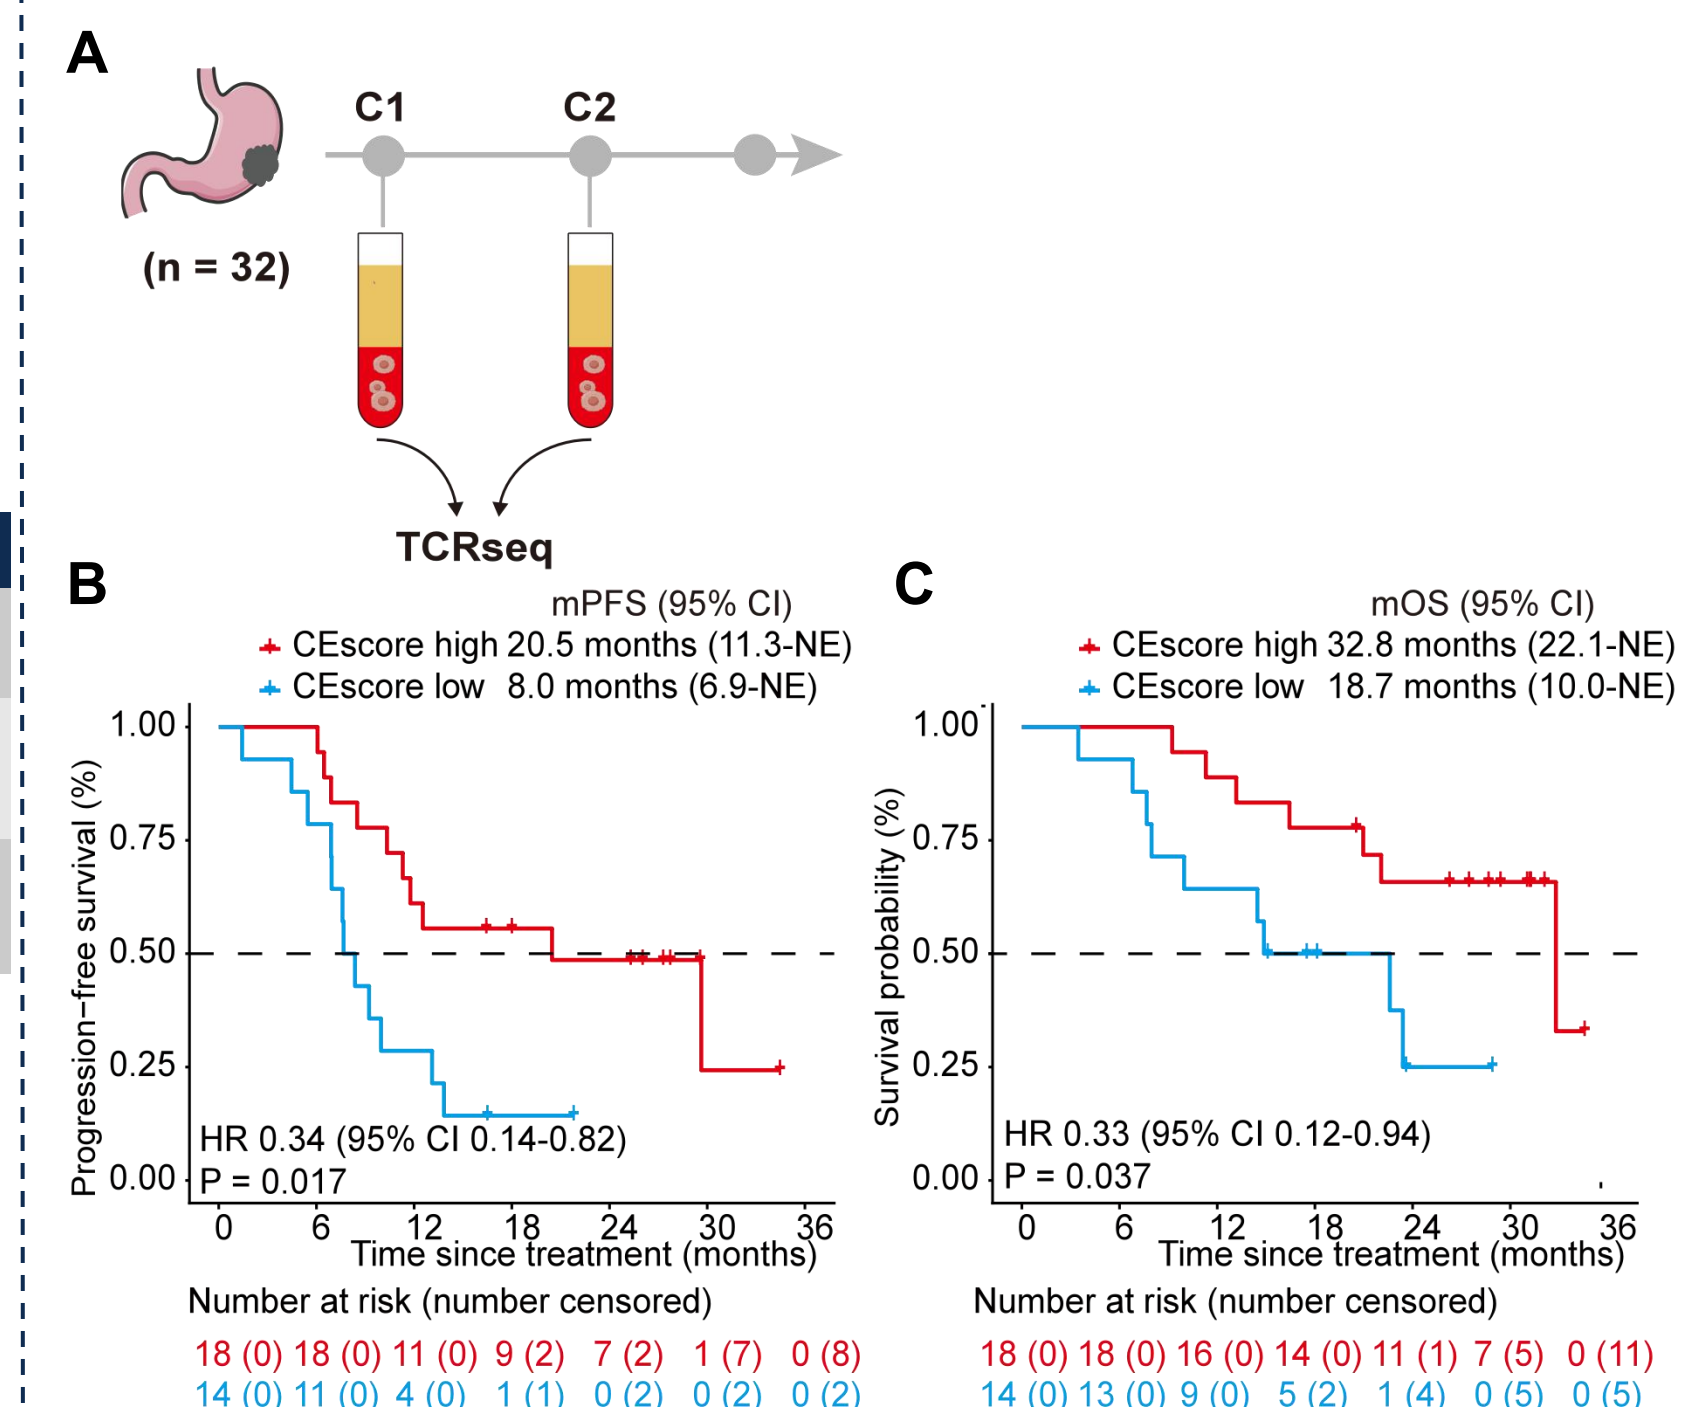 A
C1 C2
(n = 32)
TCRseq
B
mPFS (95% CI)
CEscore high 20.5 months (11.3-NE)
CEscore low 8.0 months (6.9-NE)
Progression-free survival (%)
1.00
0.75
0.50
0.25
0.00
HR 0.34 (95% CI 0.14-0.82)
P = 0.017
0 6 12 18 24 30 36
Time since treatment (months)
Number at risk (number censored)
18 (0) 18 (0) 11 (0) 9 (2) 7 (2) 1 (7) 0 (8)
14 (0) 11 (0) 4 (0) 1 (1) 0 (2) 0 (2) 0 (2)
C
mOS (95% CI)
CEscore high 32.8 months (22.1-NE)
CEscore low 18.7 months (10.0-NE)
Survival probability (%)
1.00
0.75
0.50
0.25
0.00
HR 0.33 (95% CI 0.12-0.94)
P = 0.037
0 6 12 18 24 30 36
Time since treatment (months)
Number at risk (number censored)
18 (0) 18 (0) 16 (0) 14 (0) 11 (1) 7 (5) 0 (11)
14 (0) 13 (0) 9 (0) 5 (2) 1 (4) 0 (5) 0 (5)